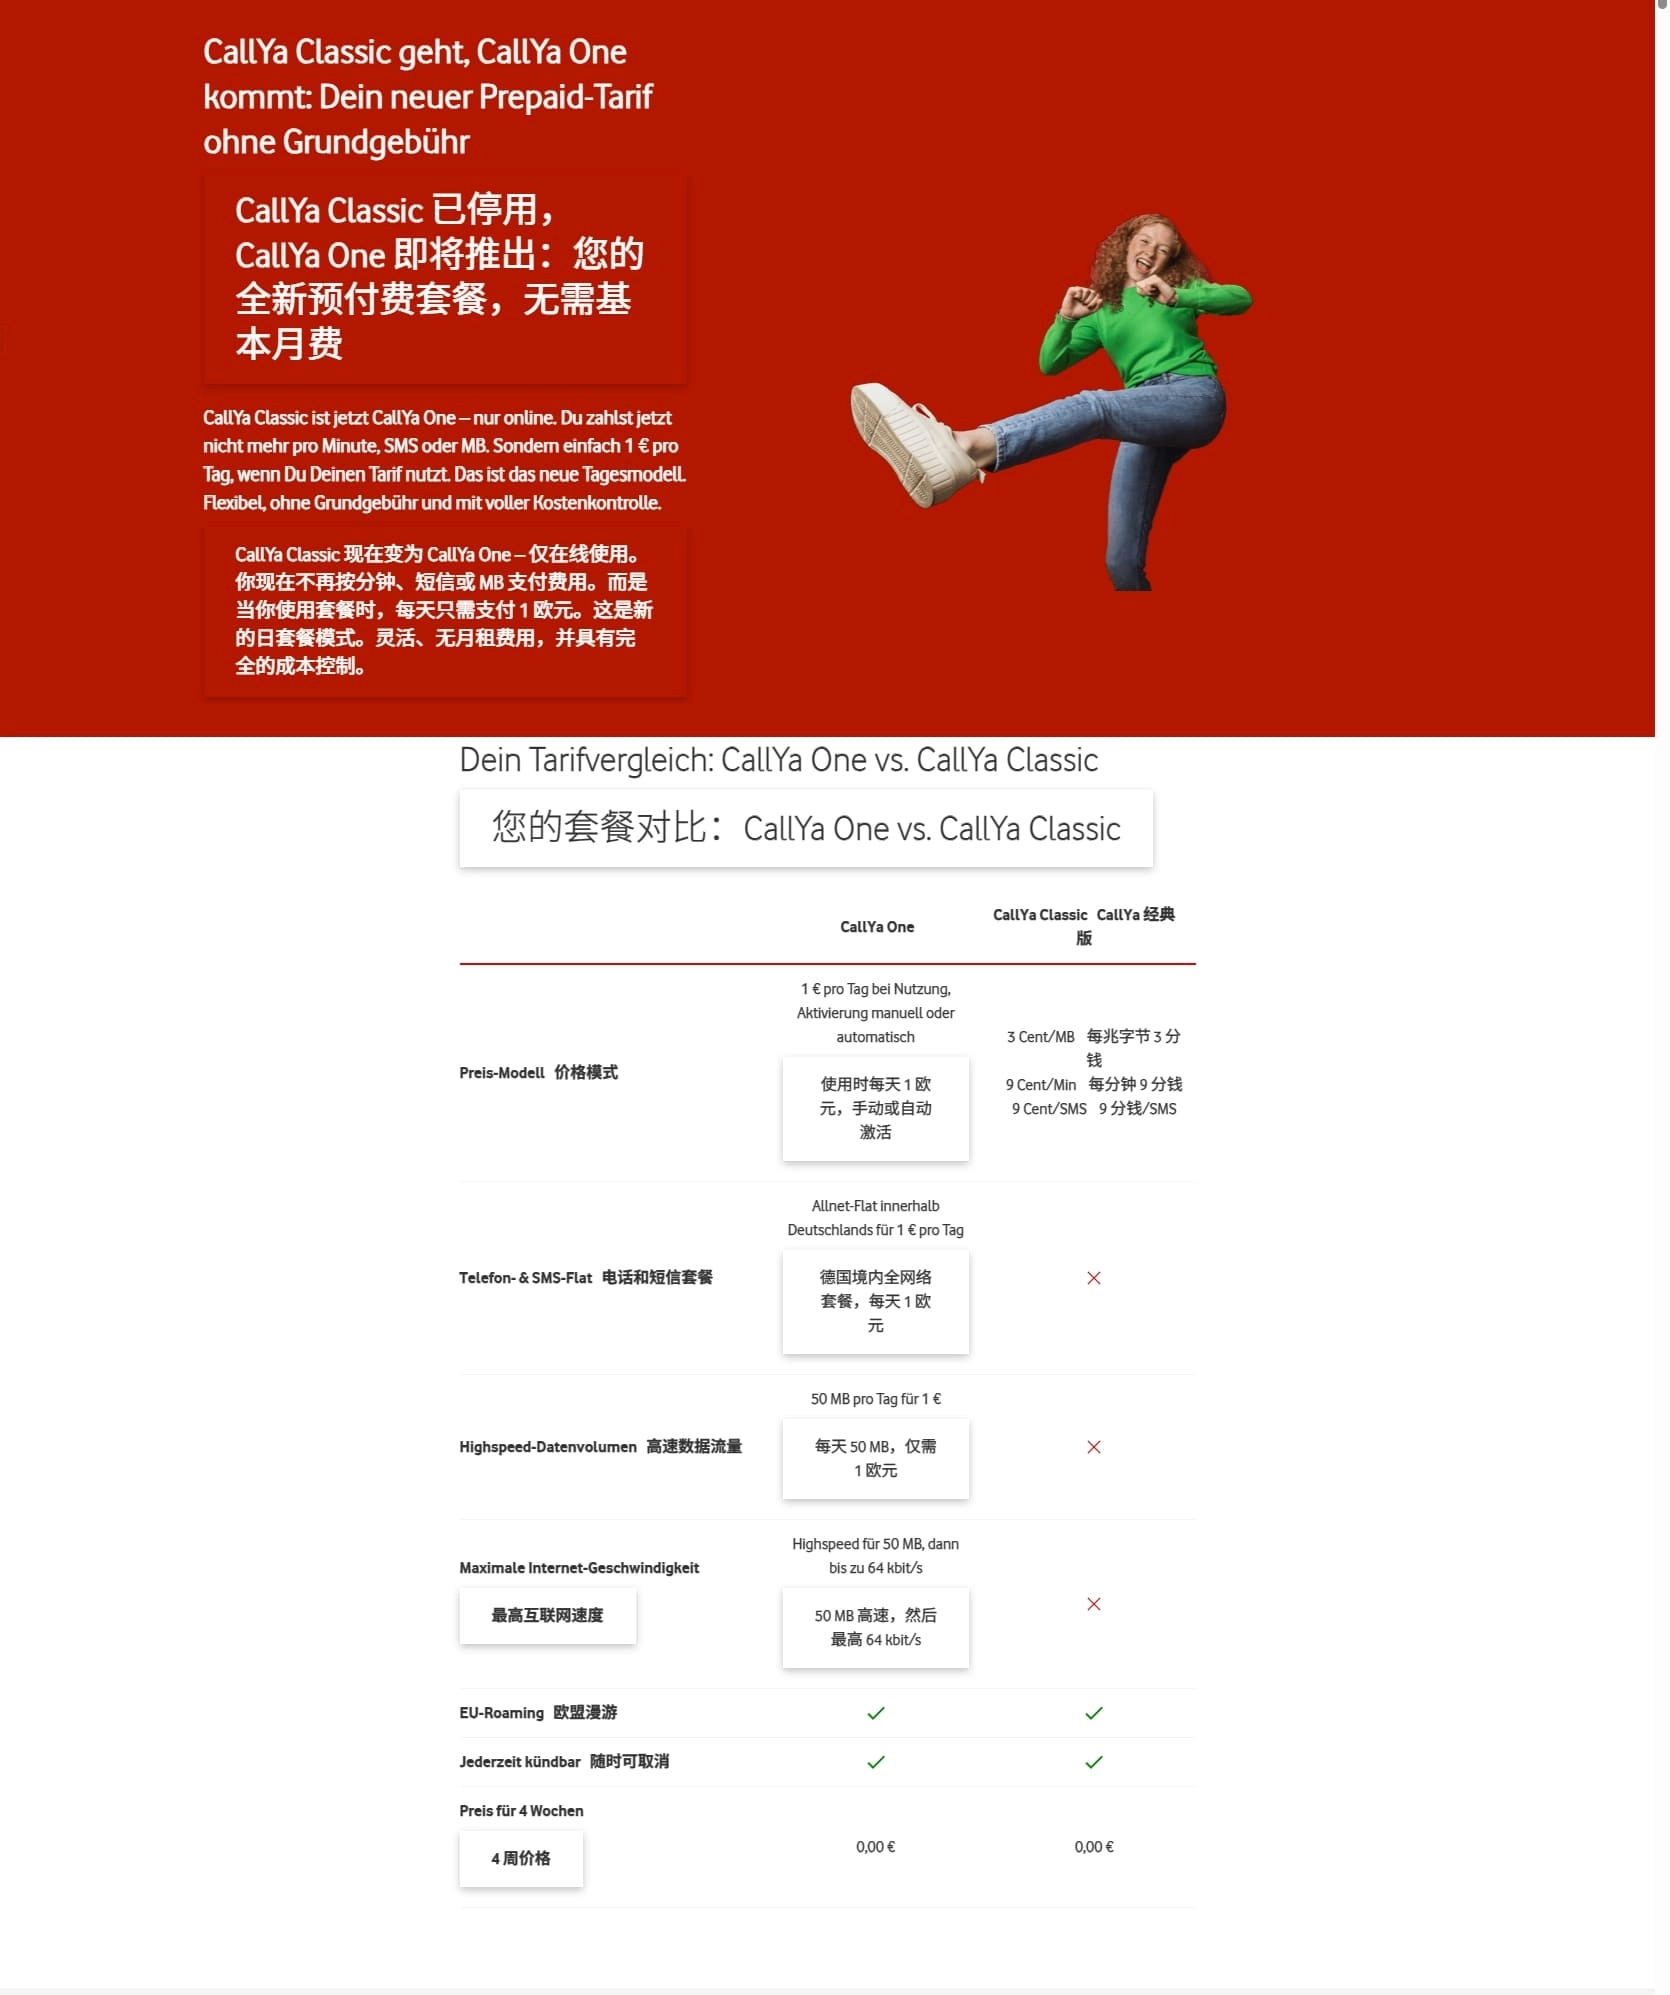 CallYa Classic geht, CallYa One
kommt: Dein neuer Prepaid-Tarif
ohne Grundgebühr
CallYa Classic 已停用，
CallYa One 即将推出：您的
全新预付费套餐，无需基
本月费
CallYa Classic ist jetzt CallYa One – nur online. Du zahlst jetzt
nicht mehr pro Minute, SMS oder MB. Sondern einfach 1 € pro
Tag, wenn Du Deinen Tarif nutzt. Das ist das neue Tagesmodell.
Flexibel, ohne Grundgebühr und mit voller Kostenkontrolle.
CallYa Classic 现在变为 CallYa One – 仅在线使用。
你现在不再按分钟、短信或 MB 支付费用。而是
当你使用套餐时，每天只需支付 1 欧元。这是新
的日套餐模式。灵活、无月租费用，并具有完
全的成本控制。
Dein Tarifvergleich: CallYa One vs. CallYa Classic
您的套餐对比：CallYa One vs. CallYa Classic
CallYa One
CallYa Classic CallYa 经典
版
Preis-Modell 价格模式
1 € pro Tag bei Nutzung,
Aktivierung manuell oder
automatisch
使用时每天 1 欧
元，手动或自动
激活
3 Cent/MB 每兆字节 3 分
钱
9 Cent/Min 每分钟 9 分钱
9 Cent/SMS 9 分钱/SMS
Telefon- & SMS-Flat 电话和短信套餐
Allnet-Flat innerhalb
Deutschlands für 1 € pro Tag
德国境内全网络
套餐，每天 1 欧
元
Highspeed-Datenvolumen 高速数据流量
50 MB pro Tag für 1 €
每天 50 MB，仅需
1 欧元
Maximale Internet-Geschwindigkeit
最高互联网速度
Highspeed für 50 MB, dann
bis zu 64 kbit/s
50 MB 高速，然后
最高 64 kbit/s
EU-Roaming 欧盟漫游
Jederzeit kündbar 随时可取消
Preis für 4 Wochen
4 周价格
0,00 €
0,00 €